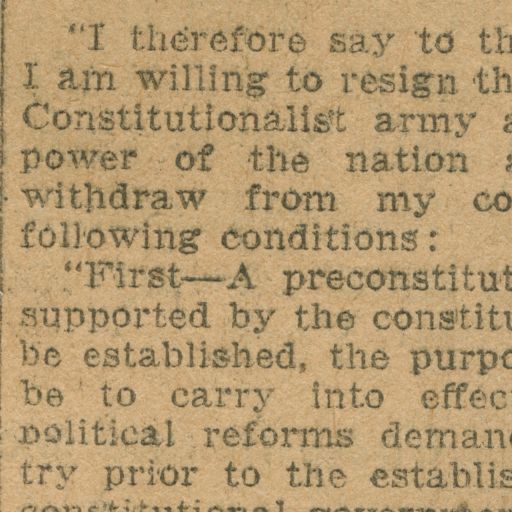 "I therefore say to th
I am willing to resign th
Constitutionalist army a
power of the nation a
withdraw from my co
following conditions:
"First—A preconstitut
supported by the constitu
be established, the purpo
be to carry into effec
political reforms deman
try prior to the establis
constitutional governmen